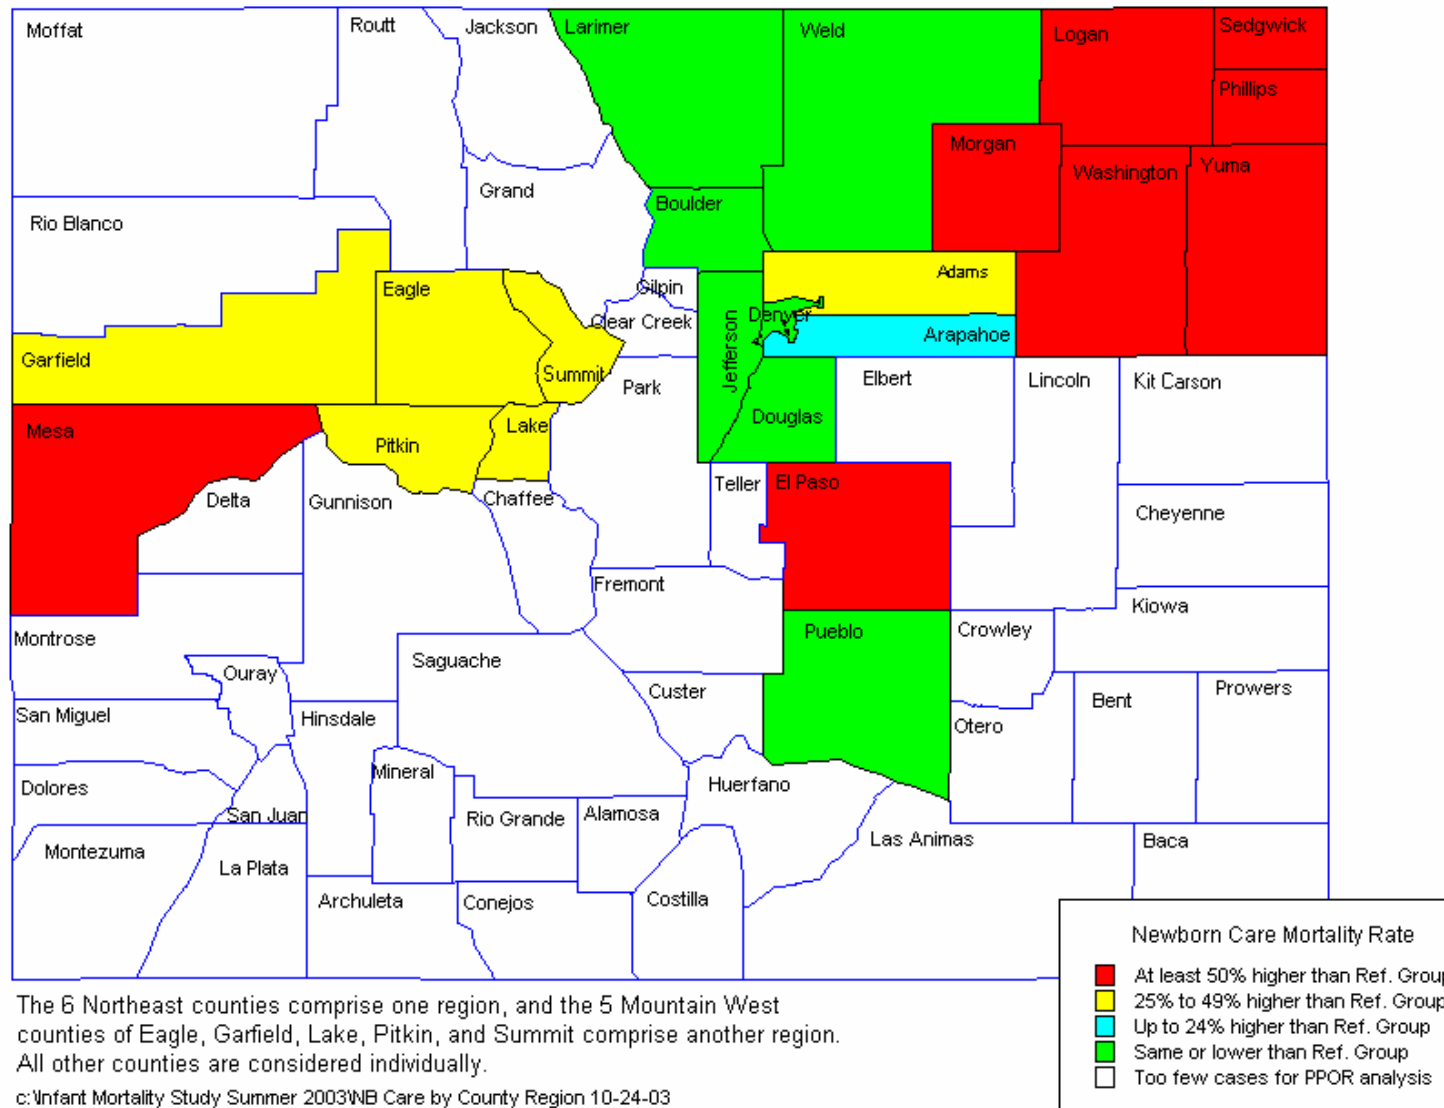 Moffat
Routt
Jackson
Larimer
Weld
Logan
Sedgwick
Phillips
Morgan
Washington
Yuma
Grand
Boulder
Rio Blanco
Eagle
Gilpin
Clear Creek
Adams
Denver
Arapahoe
Garfield
Summit
Jefferson
Park
Douglas
Elbert
Lincoln
Kit Carson
Mesa
Pitkin
Lake
Delta
Gunnison
Chaffee
Teller
El Paso
Cheyenne
Fremont
Kiowa
Montrose
Ouray
Saguache
Pueblo
Crowley
San Miguel
Hinsdale
Custer
Otero
Bent
Prowers
Dolores
San Juan
Mineral
Rio Grande
Alamosa
Huerfano
Las Animas
Baca
Montezuma
La Plata
Archuleta
Conejos
Costilla
Newborn Care Mortality Rate
At least 50% higher than Ref. Group
25% to 49% higher than Ref. Group
Up to 24% higher than Ref. Group
Same or lower than Ref. Group
Too few cases for PPOR analysis
The 6 Northeast counties comprise one region, and the 5 Mountain West
counties of Eagle, Garfield, Lake, Pitkin, and Summit comprise another region.
All other counties are considered individually.
c:\Infant Mortality Study Summer 2003\NB Care by County Region 10-24-03